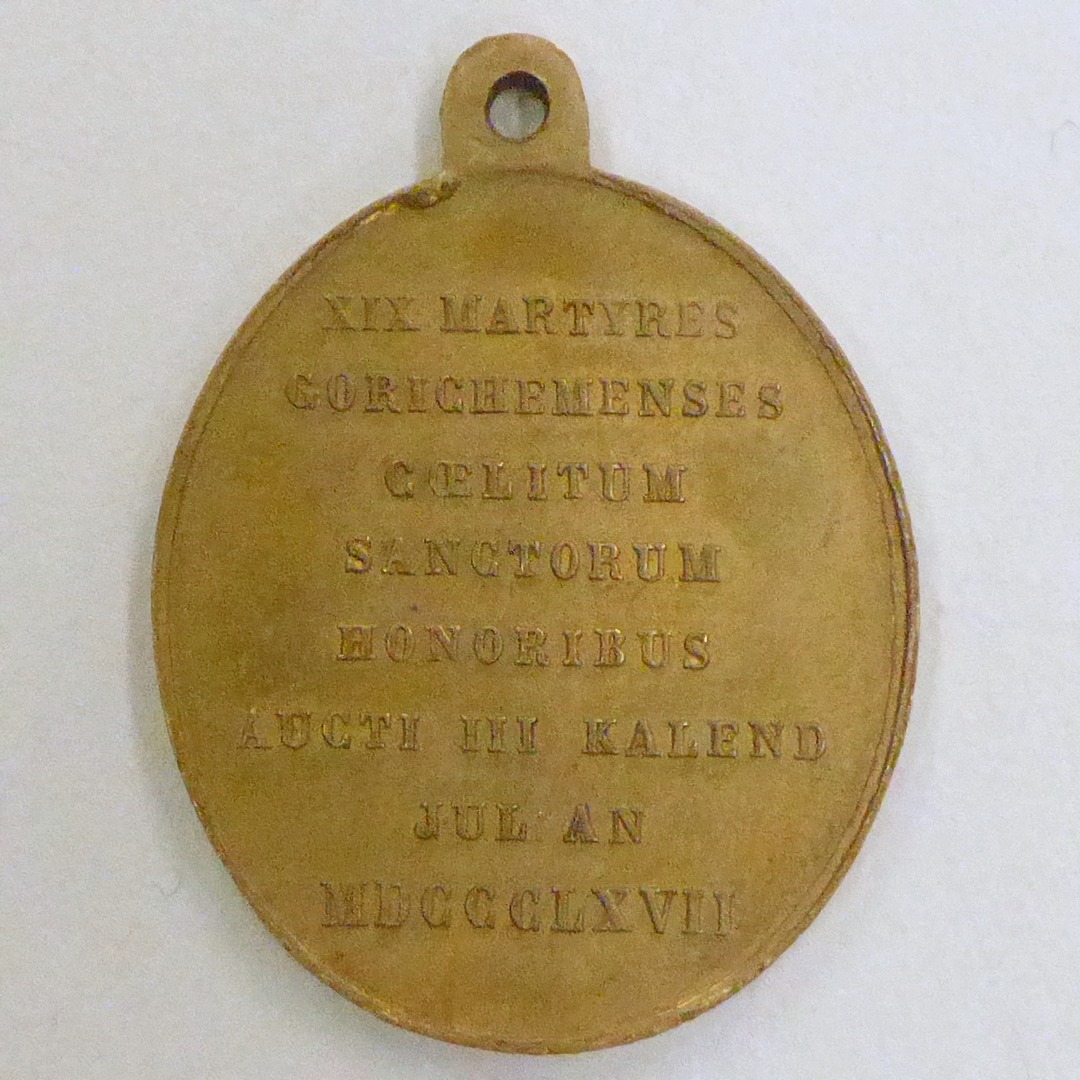 XIX MARTYRES
GORICHEMENSES
CŒLITUM
SANCTORUM
HONORIBUS
AUCTI III KALEND
JUL AN
MDCCCLXVII